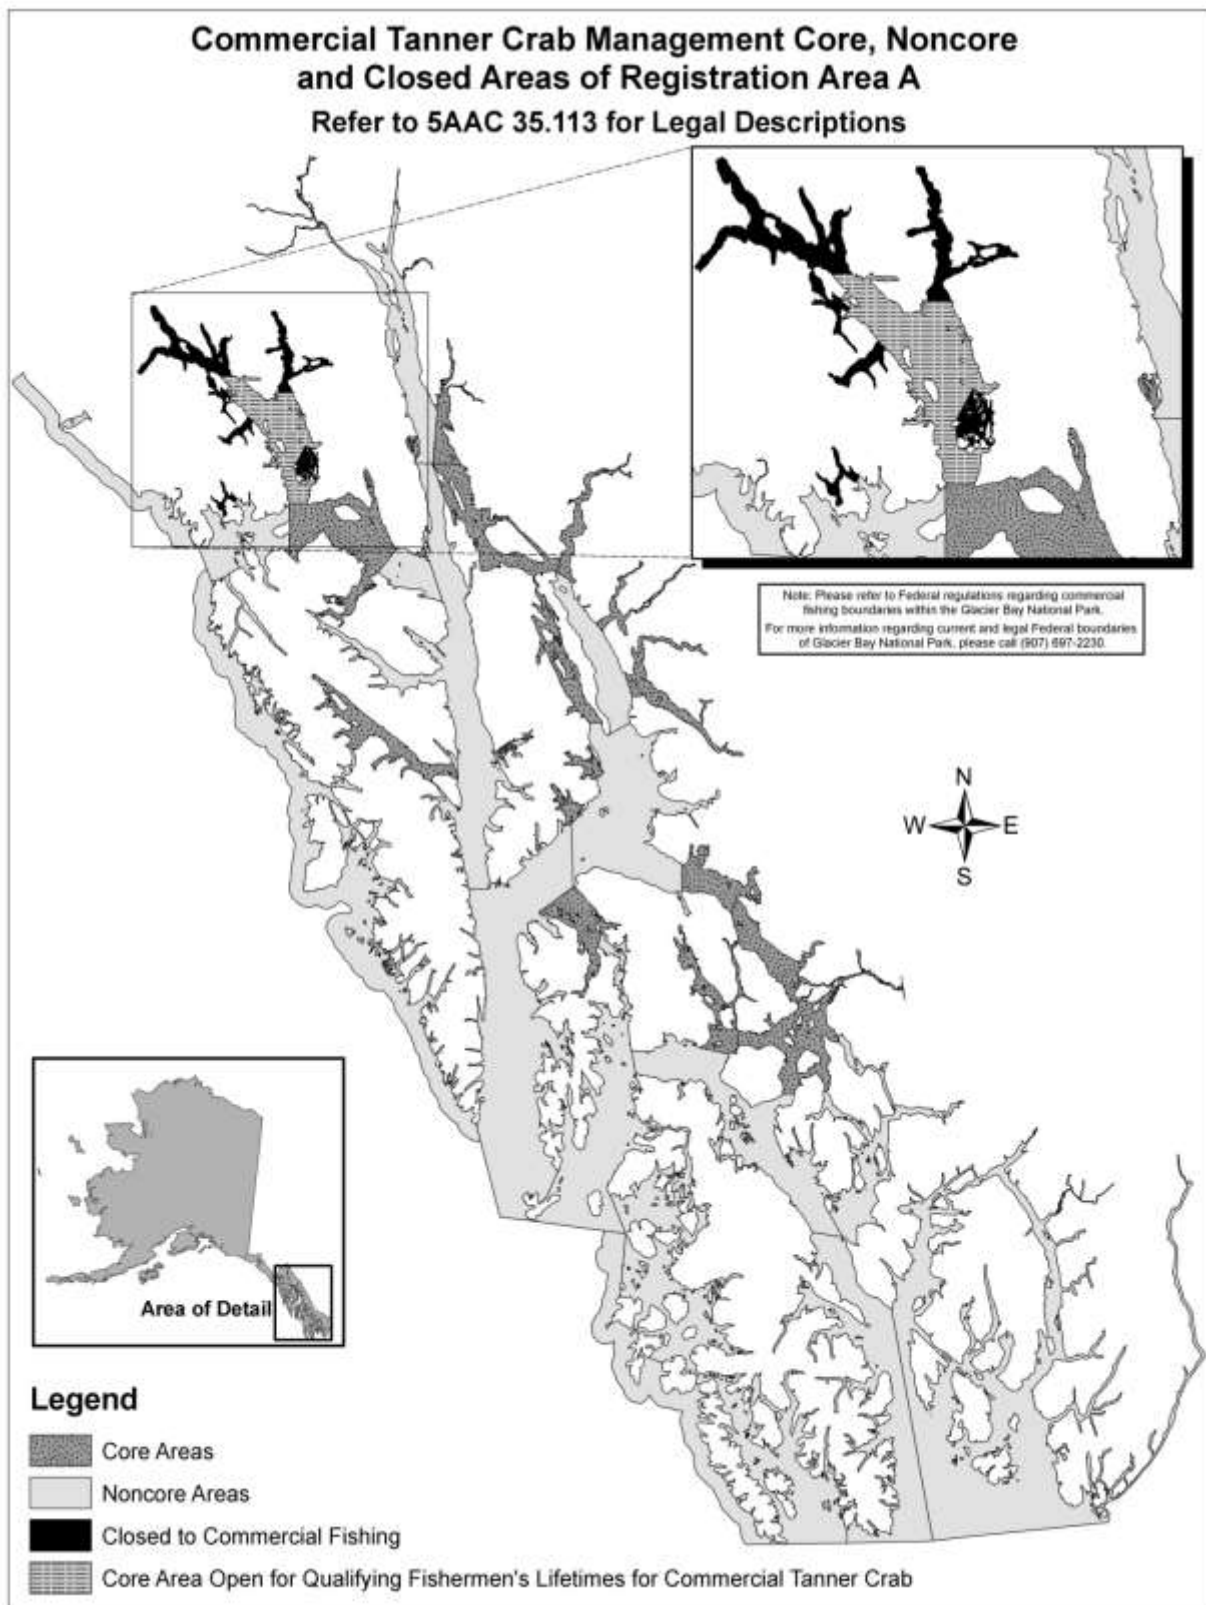 Commercial Tanner Crab Management Core, Noncore
and Closed Areas of Registration Area A
Refer to 5AAC 35.113 for Legal Descriptions
Note: Please refer to Federal regulations regarding commercial
fishing boundaries within the Glacier Bay National Park.
For more information regarding current and legal Federal boundaries
of Glacier Bay National Park, please call (907) 697-2230.
N
W
E
S
Area of Detail
Legend
Core Areas
Noncore Areas
Closed to Commercial Fishing
Core Area Open for Qualifying Fishermen's Lifetimes for Commercial Tanner Crab